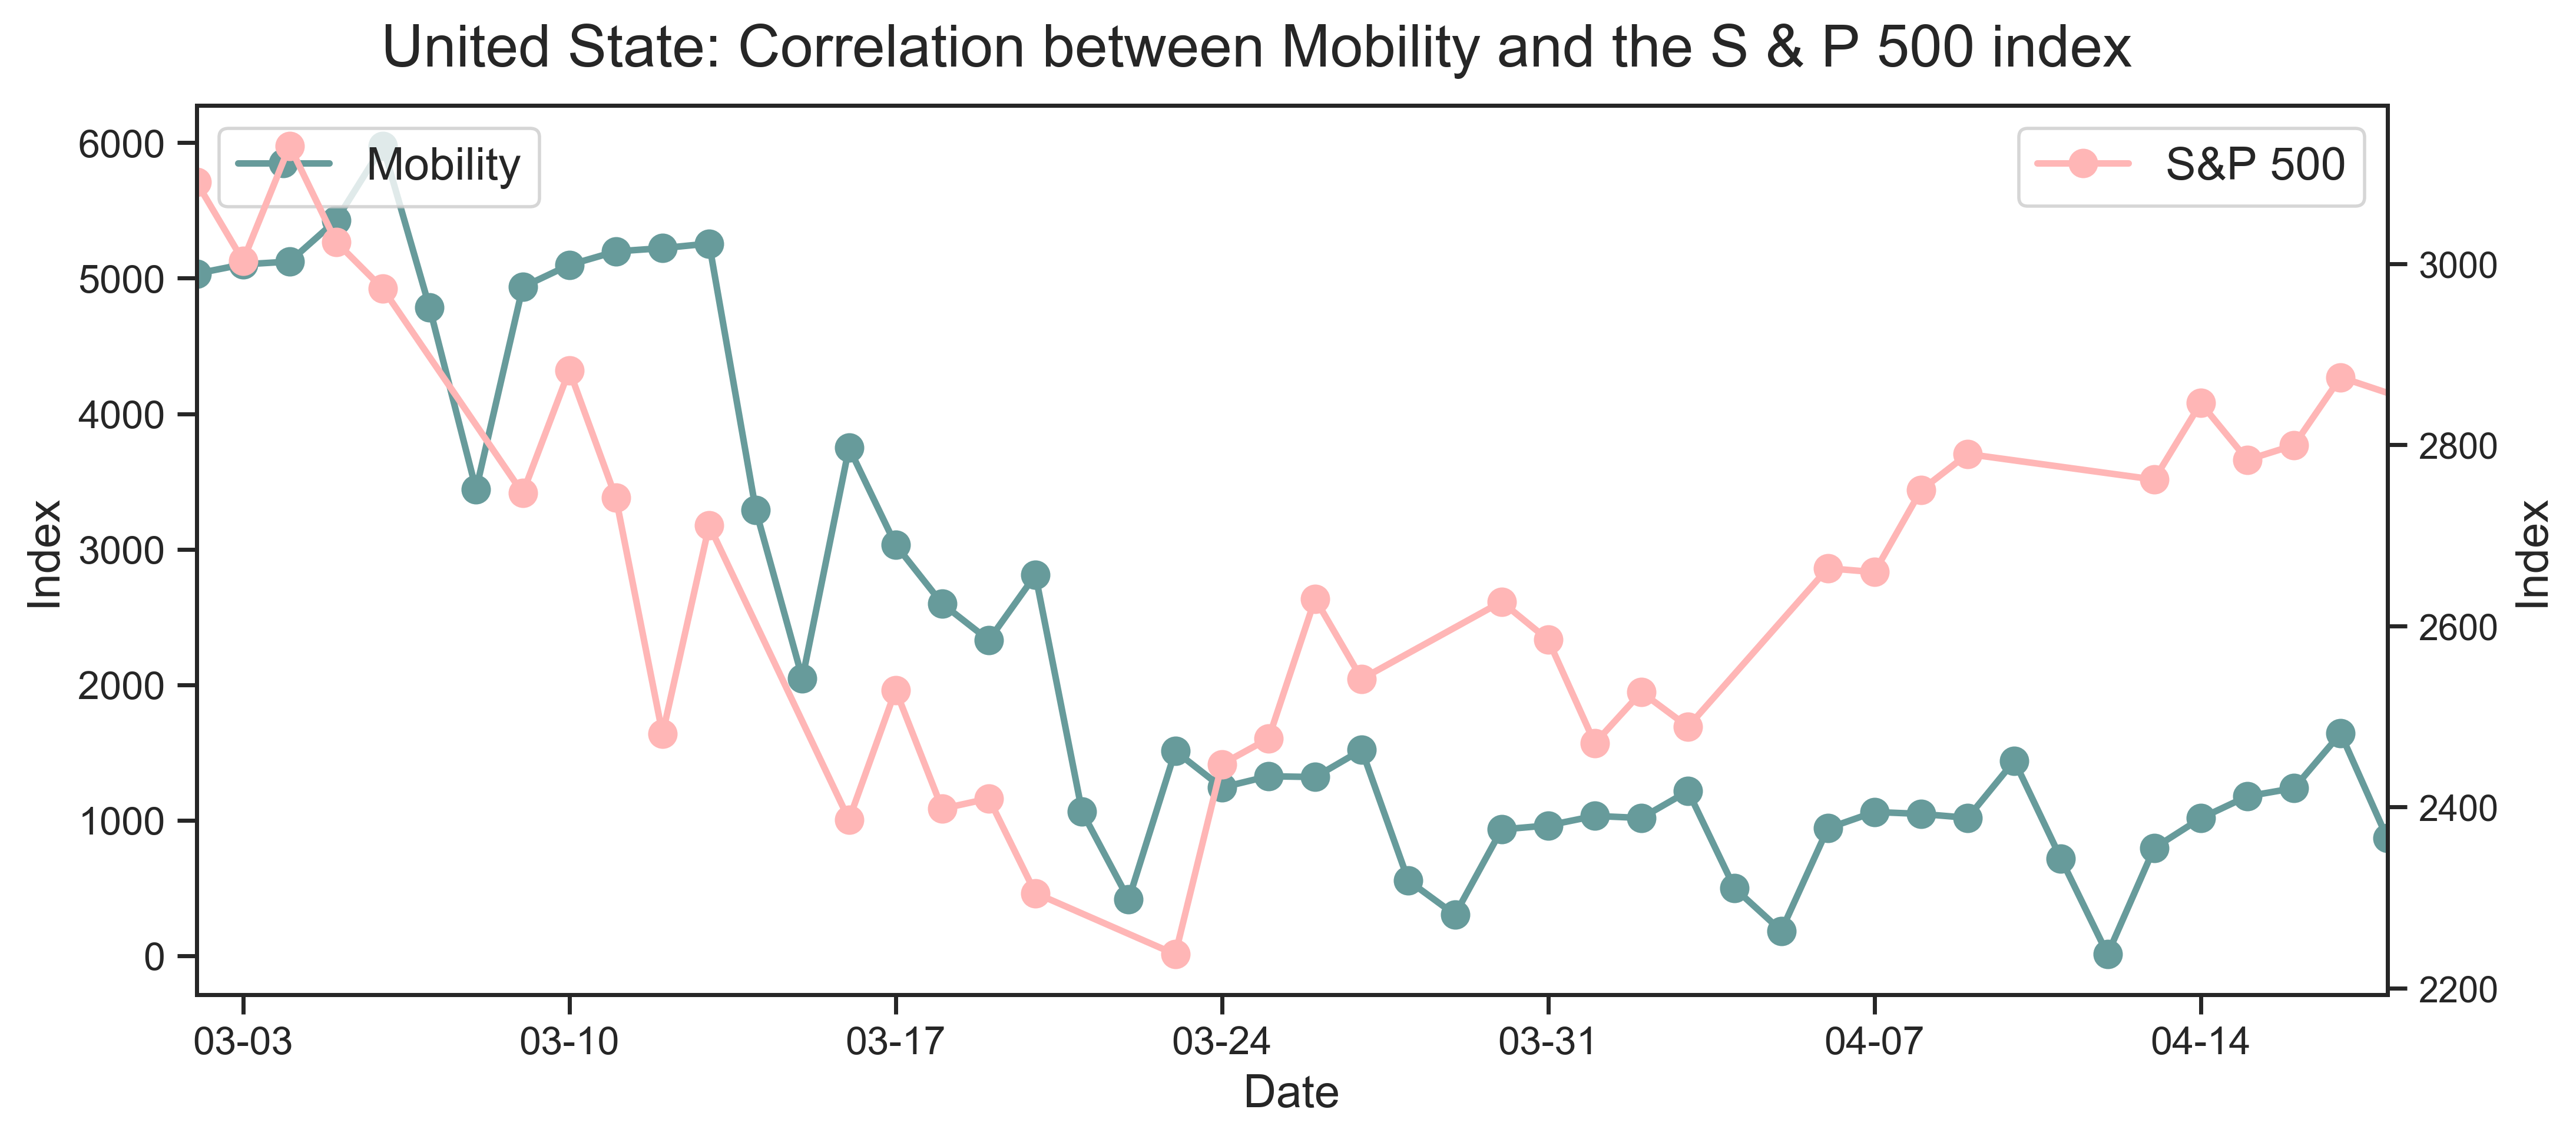 United State: Correlation between Mobility and the S & P 500 index
Mobility
S&P 500
6000
5000
4000
3000
2000
1000
0
Index
3000
2800
2600
2400
2200
Index
03-03 03-10 03-17 03-24 03-31 04-07 04-14
Date